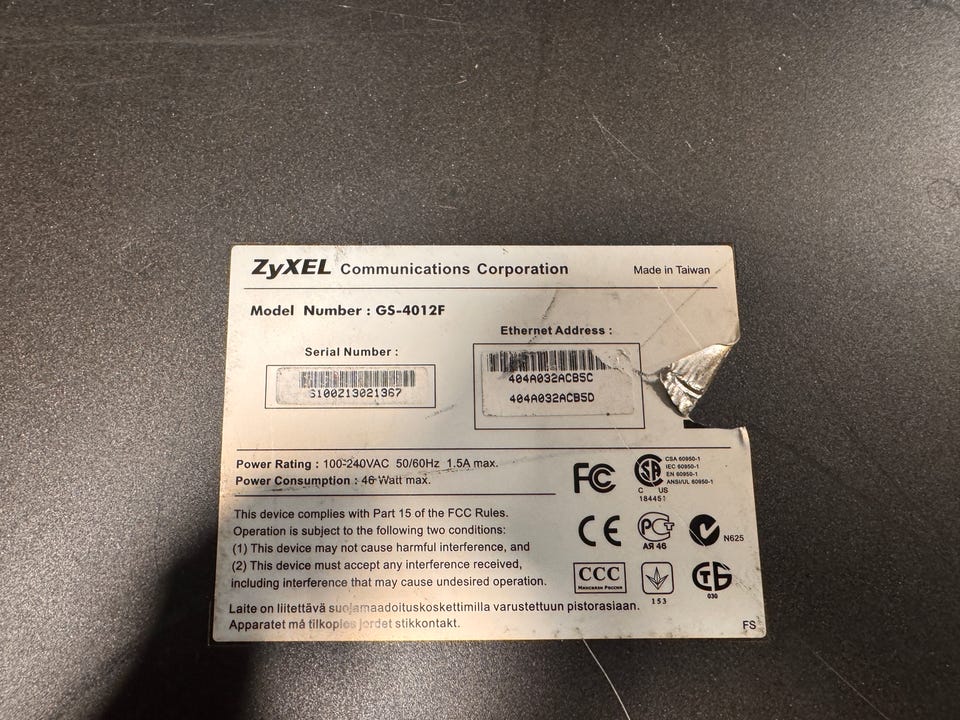 ZyXEL Communications Corporation Made in Taiwan
Model Number : GS-4012F
Ethernet Address :
Serial Number :
404A032ACB5C
S100Z13021367
404A032ACB5D
Power Rating : 100-240VAC 50/60Hz 1.5A max.
Power Consumption : 46 Watt max.
FC
CSA 60950-1
IEC 60950-1
EN 60950-1
ANSI/UL 60950-1
C US
184451
This device complies with Part 15 of the FCC Rules.
Operation is subject to the following two conditions:
(1) This device may not cause harmful interference, and
(2) This device must accept any interference received,
including interference that may cause undesired operation.
CE
АЯ 46
N625
CCC
Минсвязи России
153
030
Laite on liitettävä suojamaadoituskoskettimilla varustettuun pistorasiaan.
Apparatet må tilkoples jordet stikkontakt.
FS